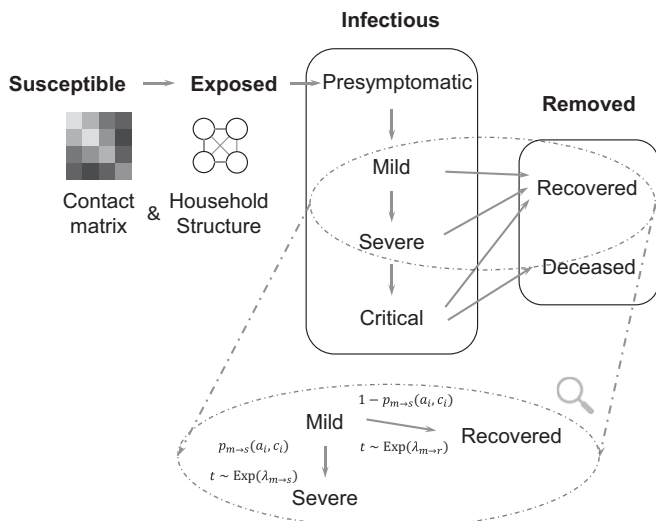 Infectious
Susceptible
Exposed
Presymptomatic
Removed
Mild
Recovered
Contact
matrix
&
Household
Structure
Severe
Deceased
Critical
1 − p_{m→s}(a_i, c_i)
Mild
Recovered
p_{m→s}(a_i, c_i)
t ~ Exp(λ_{m→r})
t ~ Exp(λ_{m→s})
Severe